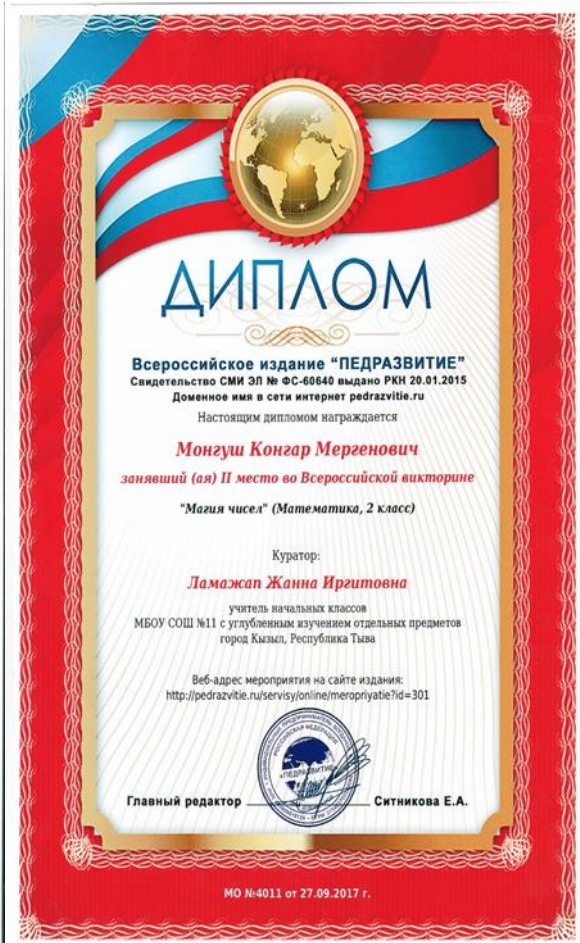 ДИПЛОМ
Всероссийское издание "ПЕДРАЗВИТИЕ"
Свидетельство СМИ ЭЛ № ФС-60640 выдано РКН 20.01.2015
Доменное имя в сети интернет pedrazvitie.ru
Настоящим дипломом награждается
Монгуш Конгар Мергенович
занявший (ая) II место во Всероссийской викторине
"Магия чисел" (Математика, 2 класс)
Куратор:
Ламажап Жанна Иргитовна
учитель начальных классов
МБОУ СОШ №11 с углубленным изучением отдельных предметов
город Кызыл, Республика Тыва
Веб-адрес мероприятия на сайте издания:
http://pedrazvitie.ru/servisy/online/meropriyatie?id=301
РОССИЙСКАЯ ФЕДЕРАЦИЯ
«ПЕДРАЗВИТИЕ»
Главный редактор Ситникова Е.А.
МО №4011 от 27.09.2017 г.